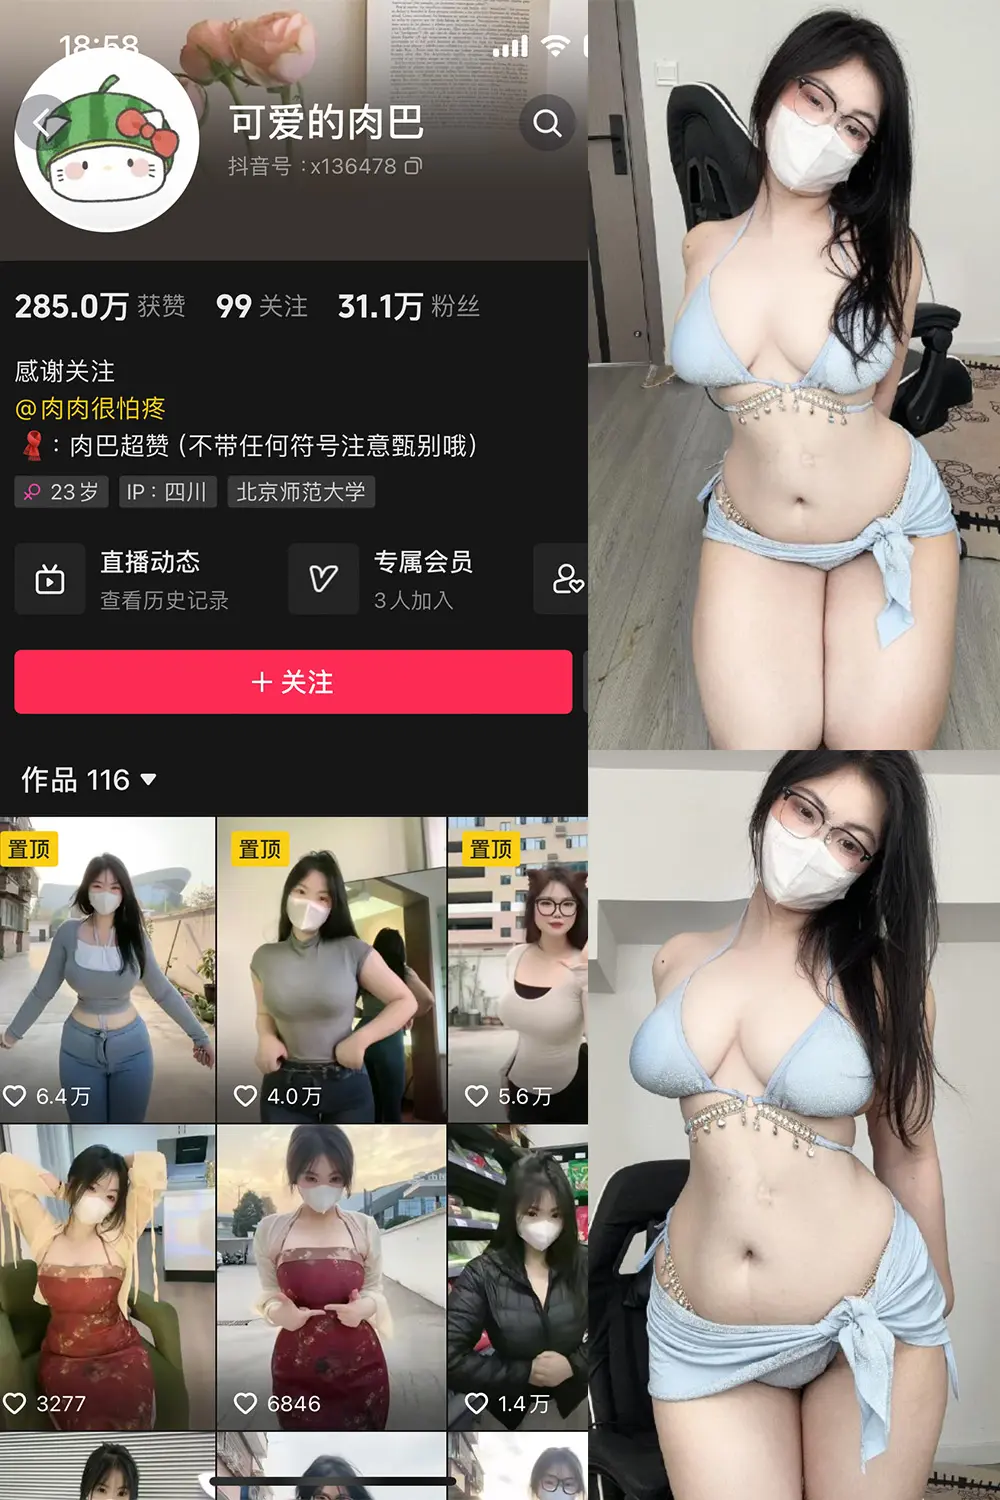 18:58
可爱的肉巴
抖音号：x136478
285.0万 获赞 99 关注 31.1万 粉丝
感谢关注
@肉肉很怕疼
🧣：肉巴超赞 (不带任何符号注意甄别哦)
23岁 IP：四川 北京师范大学
直播动态 专属会员
查看历史记录 3人加入
+ 关注
作品 116
置顶 置顶 置顶
6.4万 4.0万 5.6万
3277 6846 1.4万